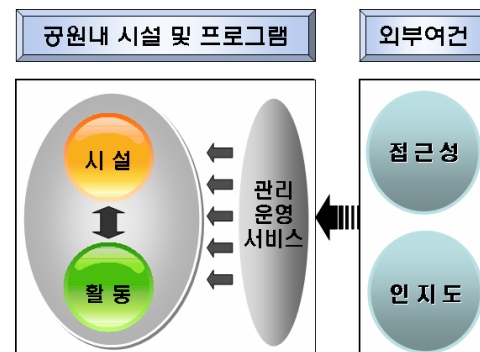 공원내 시설 및 프로그램
외부여건
시 설
활 동
관리
운영
서비스
접 근 성
인 지 도